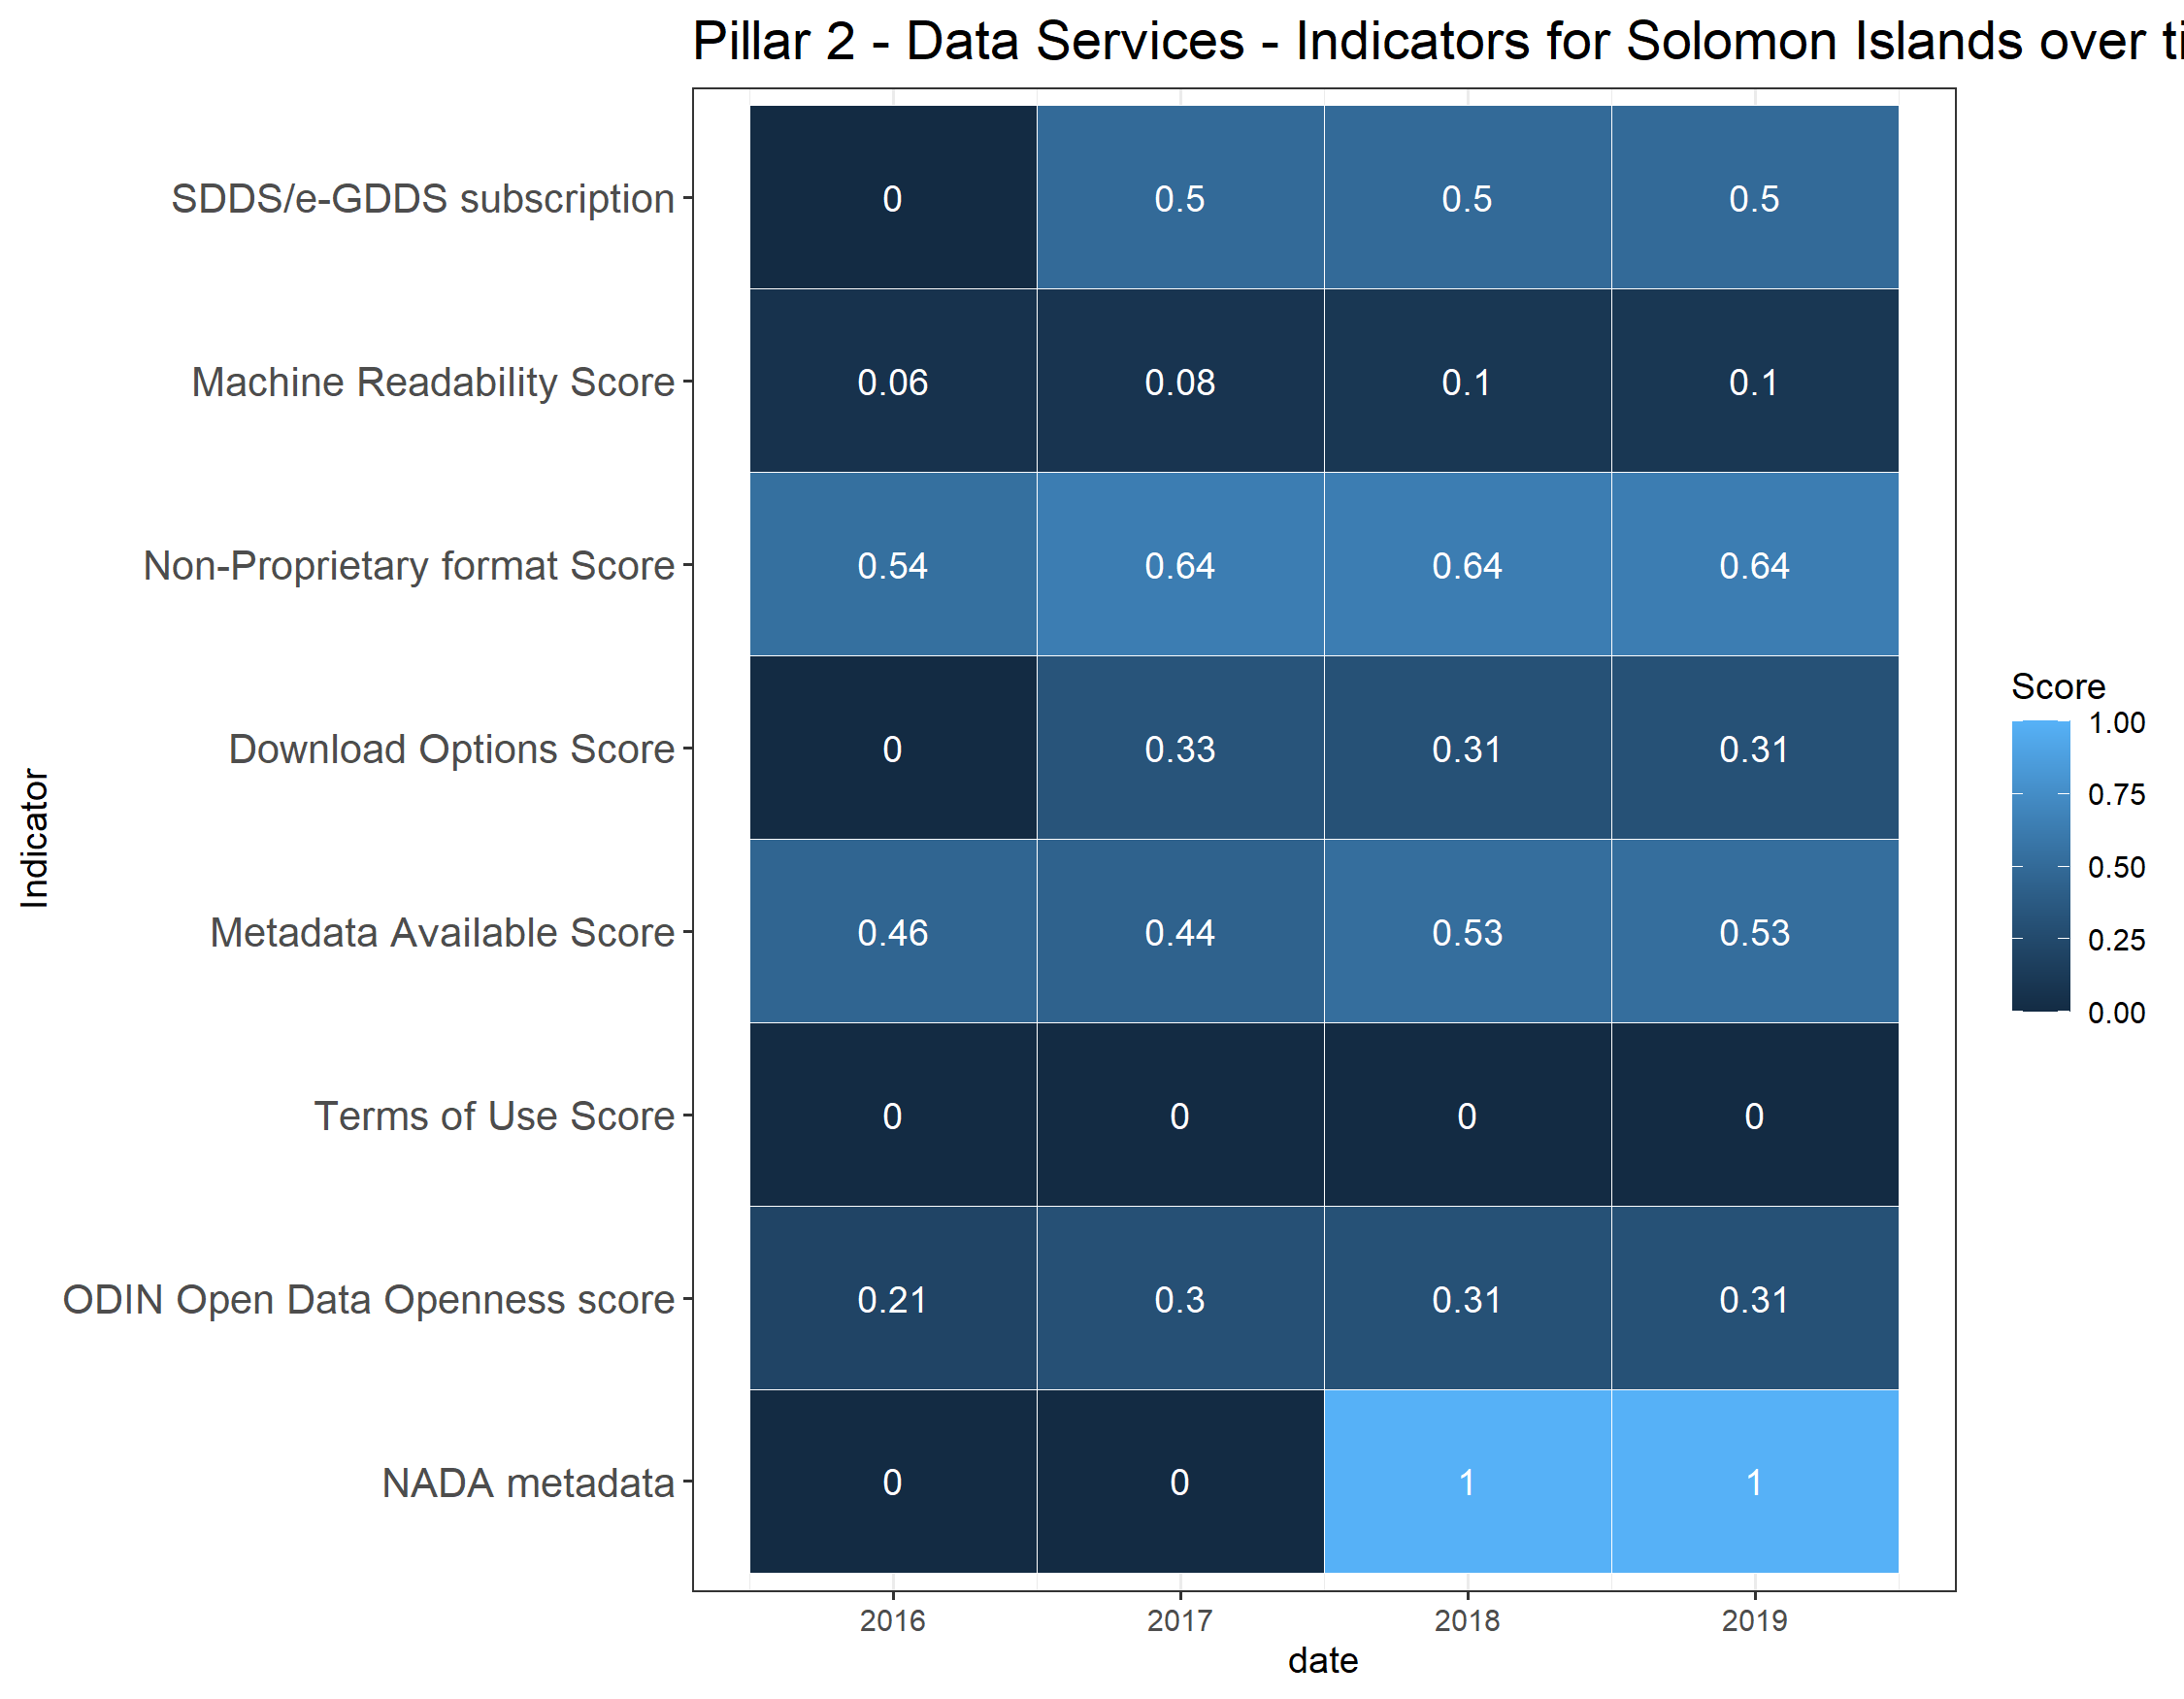 Pillar 2 - Data Services - Indicators for Solomon Islands over ti
SDDS/e-GDDS subscription 0 0.5 0.5 0.5
Machine Readability Score 0.06 0.08 0.1 0.1
Non-Proprietary format Score 0.54 0.64 0.64 0.64
Download Options Score 0 0.33 0.31 0.31
Metadata Available Score 0.46 0.44 0.53 0.53
Terms of Use Score 0 0 0 0
ODIN Open Data Openness score 0.21 0.3 0.31 0.31
NADA metadata 0 0 1 1
2016 2017 2018 2019
date
Indicator
Score
1.00
0.75
0.50
0.25
0.00